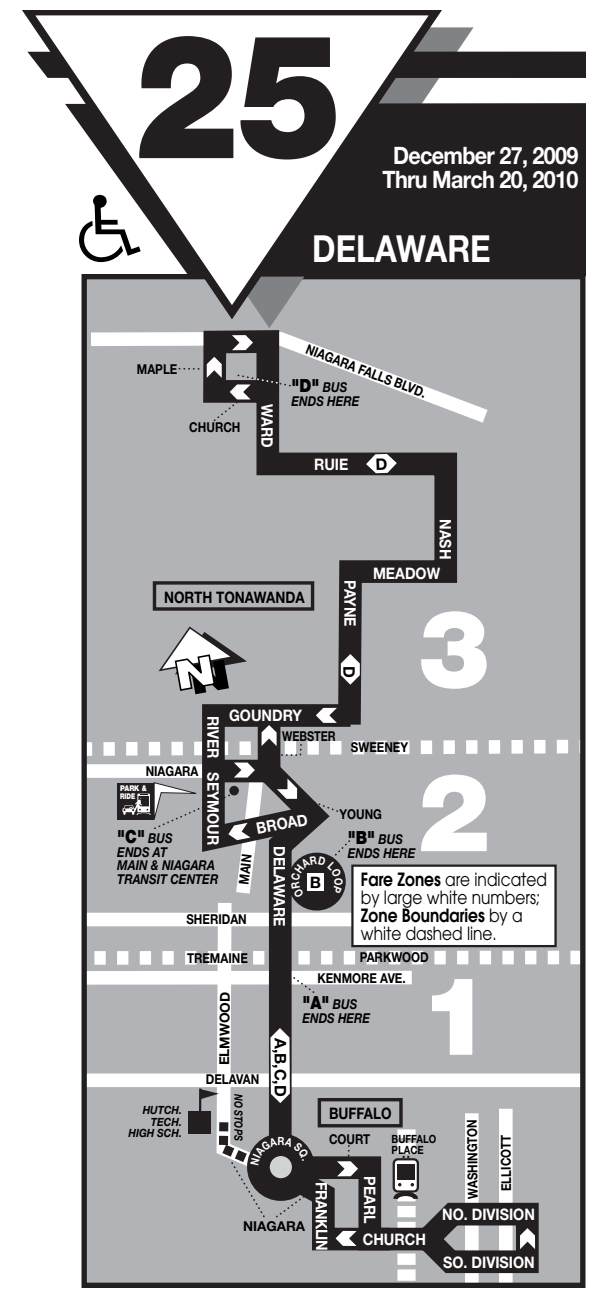 25
December 27, 2009
Thru March 20, 2010
DELAWARE
NIAGARA FALLS BLVD.
MAPLE
"D" BUS
ENDS HERE
CHURCH
WARD
RUIE
D
NASH
MEADOW
PAYNE
NORTH TONAWANDA
N
3
D
GOUNDRY
RIVER
WEBSTER
SWEENEY
NIAGARA
SEYMOUR
PARK &
RIDE
2
YOUNG
BROAD
"C" BUS
ENDS AT
MAIN & NIAGARA
TRANSIT CENTER
MAIN
DELAWARE
"B" BUS
ENDS HERE
ORCHARD LOOP
B
Fare Zones are indicated
by large white numbers;
Zone Boundaries by a
white dashed line.
SHERIDAN
TREMAINE
PARKWOOD
KENMORE AVE.
"A" BUS
ENDS HERE
1
ELMWOOD
A,B,C,D
DELAVAN
HUTCH.
TECH.
HIGH SCH.
NO STOPS
BUFFALO
NIAGARA SQ.
COURT
BUFFALO
PLACE
WASHINGTON
ELLICOTT
FRANKLIN
PEARL
NIAGARA
CHURCH
NO. DIVISION
SO. DIVISION